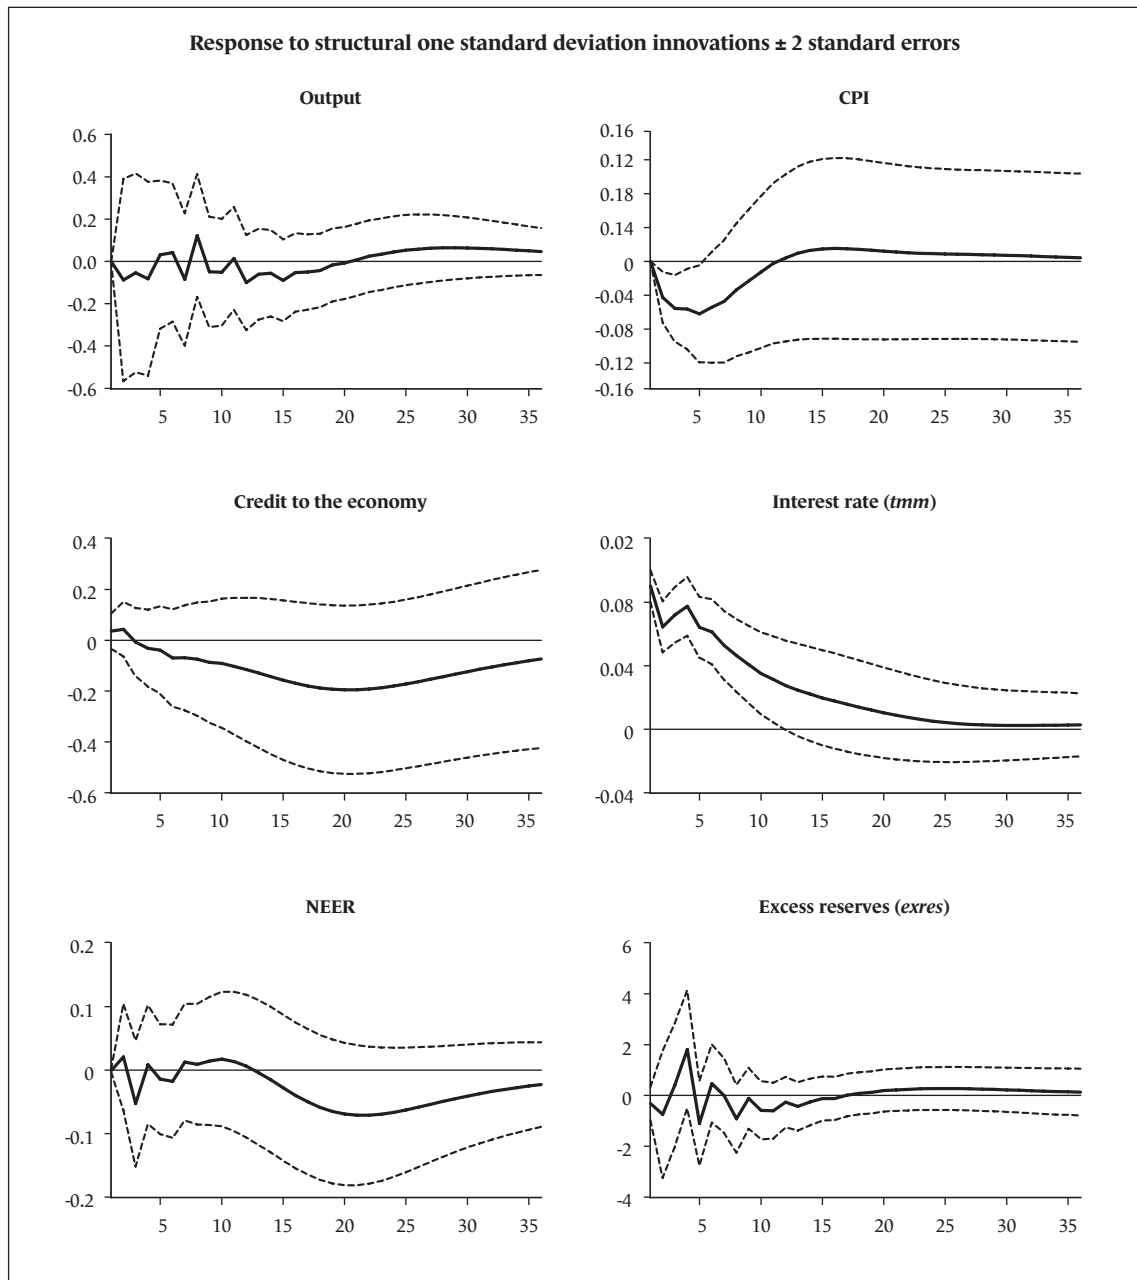 Response to structural one standard deviation innovations ± 2 standard errors
Output
0.6
0.4
0.2
0.0
-0.2
-0.4
-0.6
5 10 15 20 25 30 35
CPI
0.16
0.12
0.14
0
-0.04
-0.08
-0.12
-0.16
5 10 15 20 25 30 35
Credit to the economy
0.4
0.2
0
-0.2
-0.4
-0.6
5 10 15 20 25 30 35
Interest rate (tmm)
0.02
0.08
0.04
0
-0.04
5 10 15 20 25 30 35
NEER
0.2
0.1
0
-0.1
-0.2
5 10 15 20 25 30 35
Excess reserves (exres)
6
4
2
0
-2
-4
5 10 15 20 25 30 35